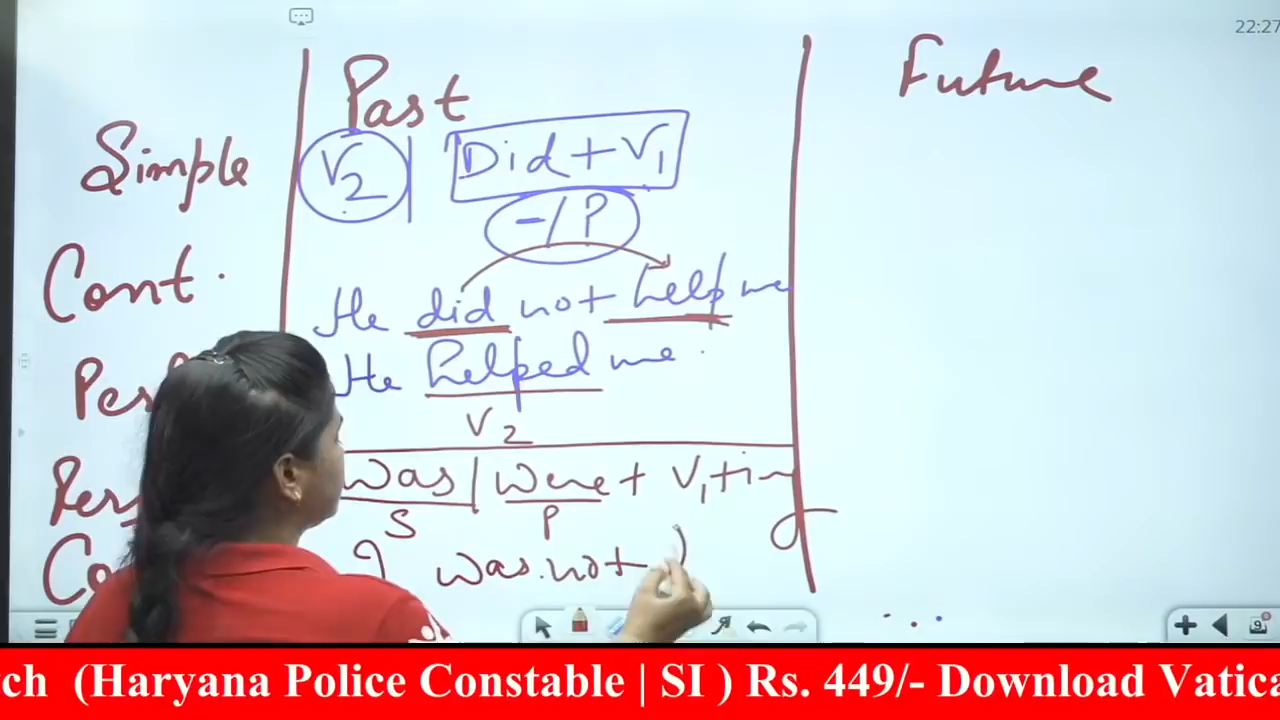 22:27
Past
Future
Simple
V2 | Did + V1
- / P
Cont.
He did not help me
He helped me.
V2
Was / Were + V1 + ing
S P
I was not
ych (Haryana Police Constable | SI ) Rs. 449/- Download Vatica